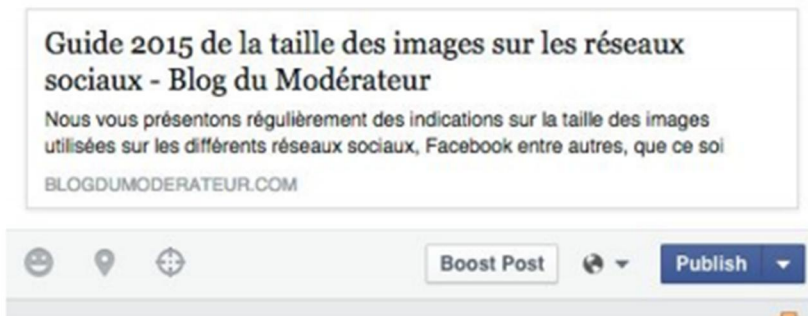 Guide 2015 de la taille des images sur les réseaux
sociaux - Blog du Modérateur
Nous vous présentons régulièrement des indications sur la taille des images
utilisées sur les différents réseaux sociaux, Facebook entre autres, que ce soi
BLOGDUMODERATEUR.COM
Boost Post Publish